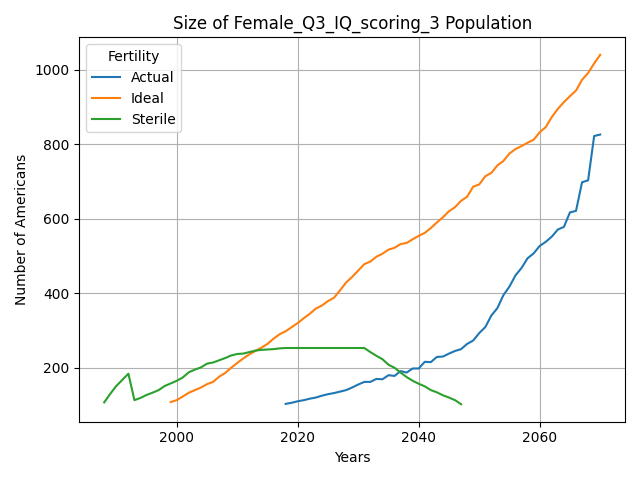 Size of Female_Q3_IQ_scoring_3 Population
Fertility
Actual
Ideal
Sterile
Number of Americans
1000
800
600
400
200
2000
2020
2040
2060
Years